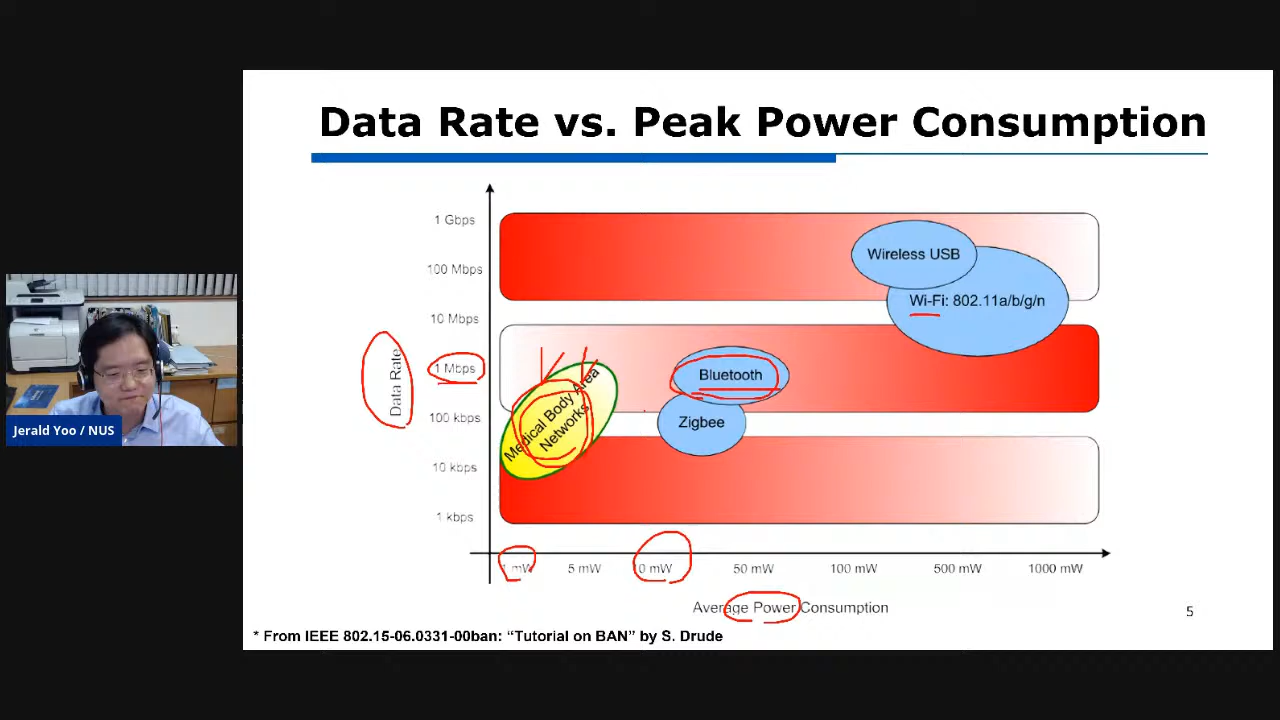 Data Rate vs. Peak Power Consumption
1 Gbps
100 Mbps
10 Mbps
1 Mbps
100 kbps
10 kbps
1 kbps
Data Rate
Wireless USB
Wi-Fi: 802.11a/b/g/n
Bluetooth
Zigbee
Medical Body Area
Networks
1 mW
5 mW
10 mW
50 mW
100 mW
500 mW
1000 mW
Average Power Consumption
5
* From IEEE 802.15-06.0331-00ban: “Tutorial on BAN” by S. Drude
Jerald Yoo / NUS